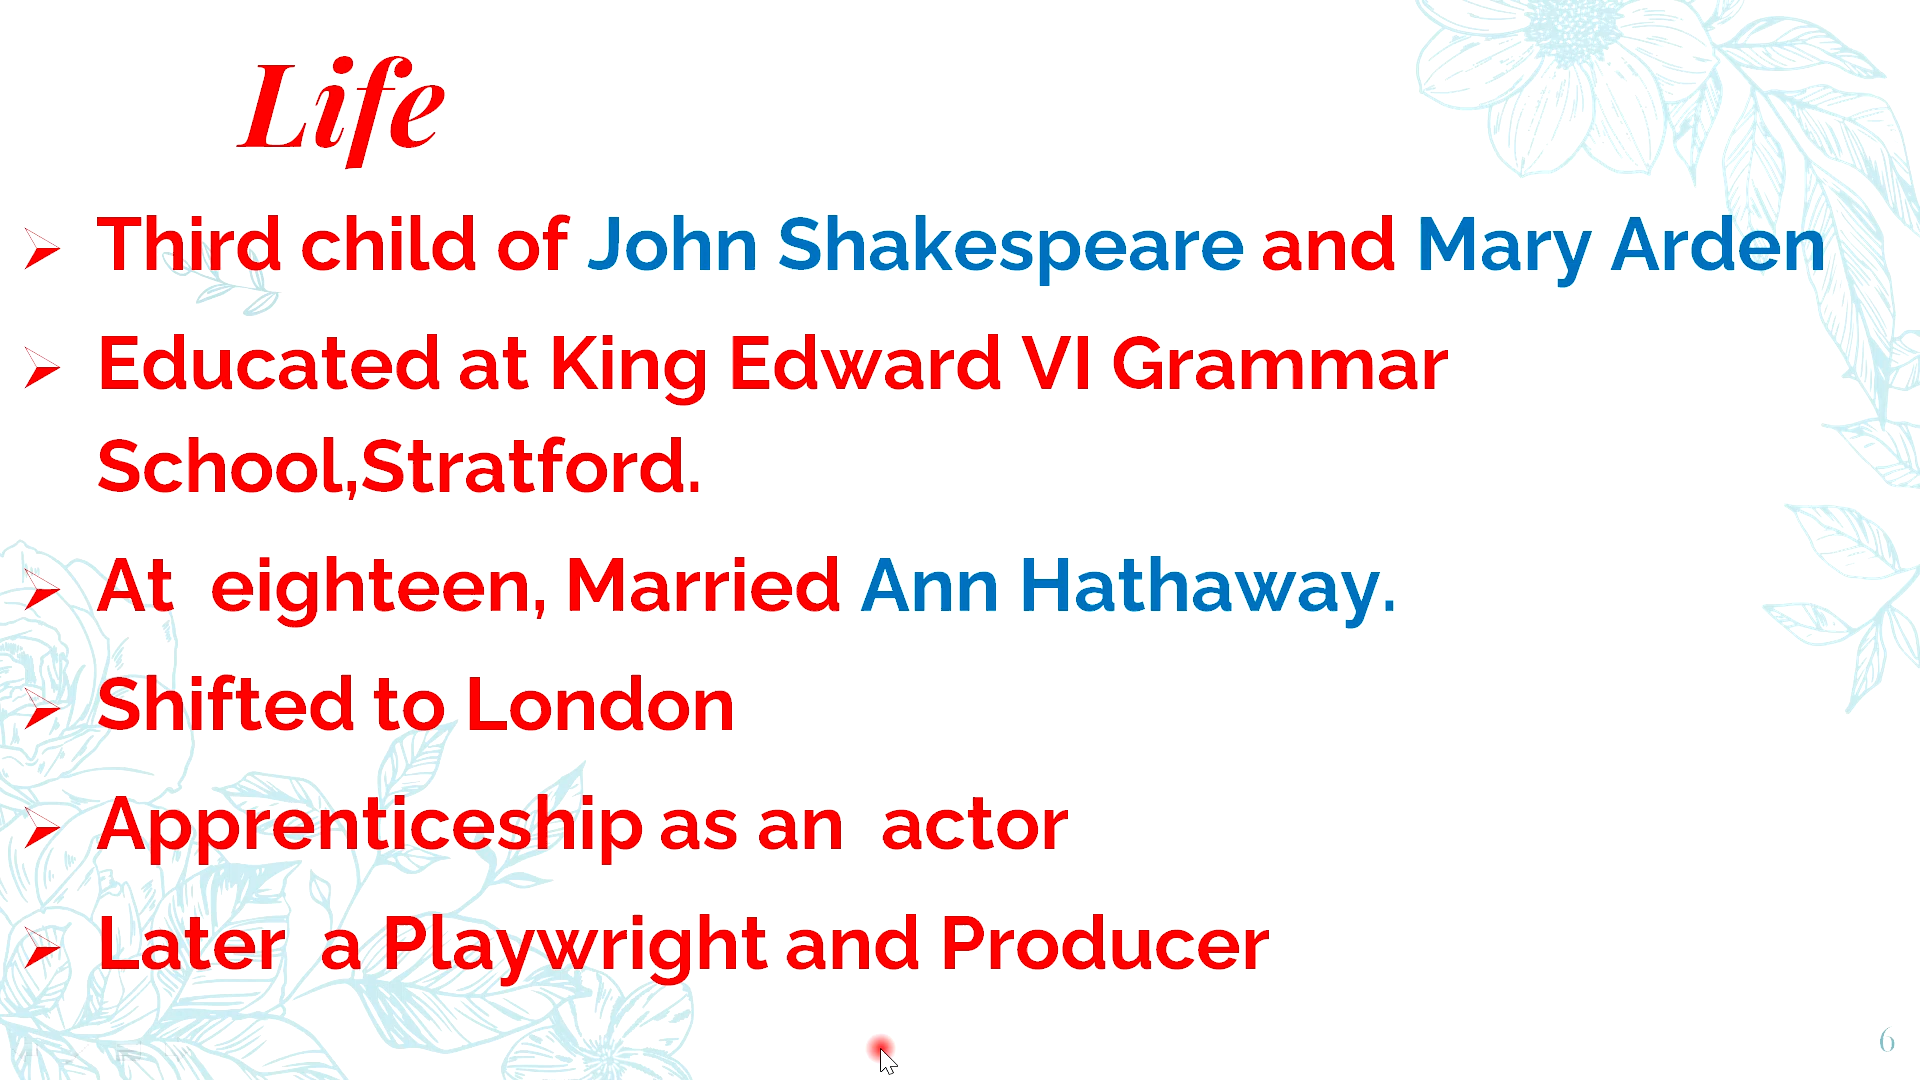 Life
Third child of John Shakespeare and Mary Arden
Educated at King Edward VI Grammar
School,Stratford.
At eighteen, Married Ann Hathaway.
Shifted to London
Apprenticeship as an actor
Later a Playwright and Producer
6